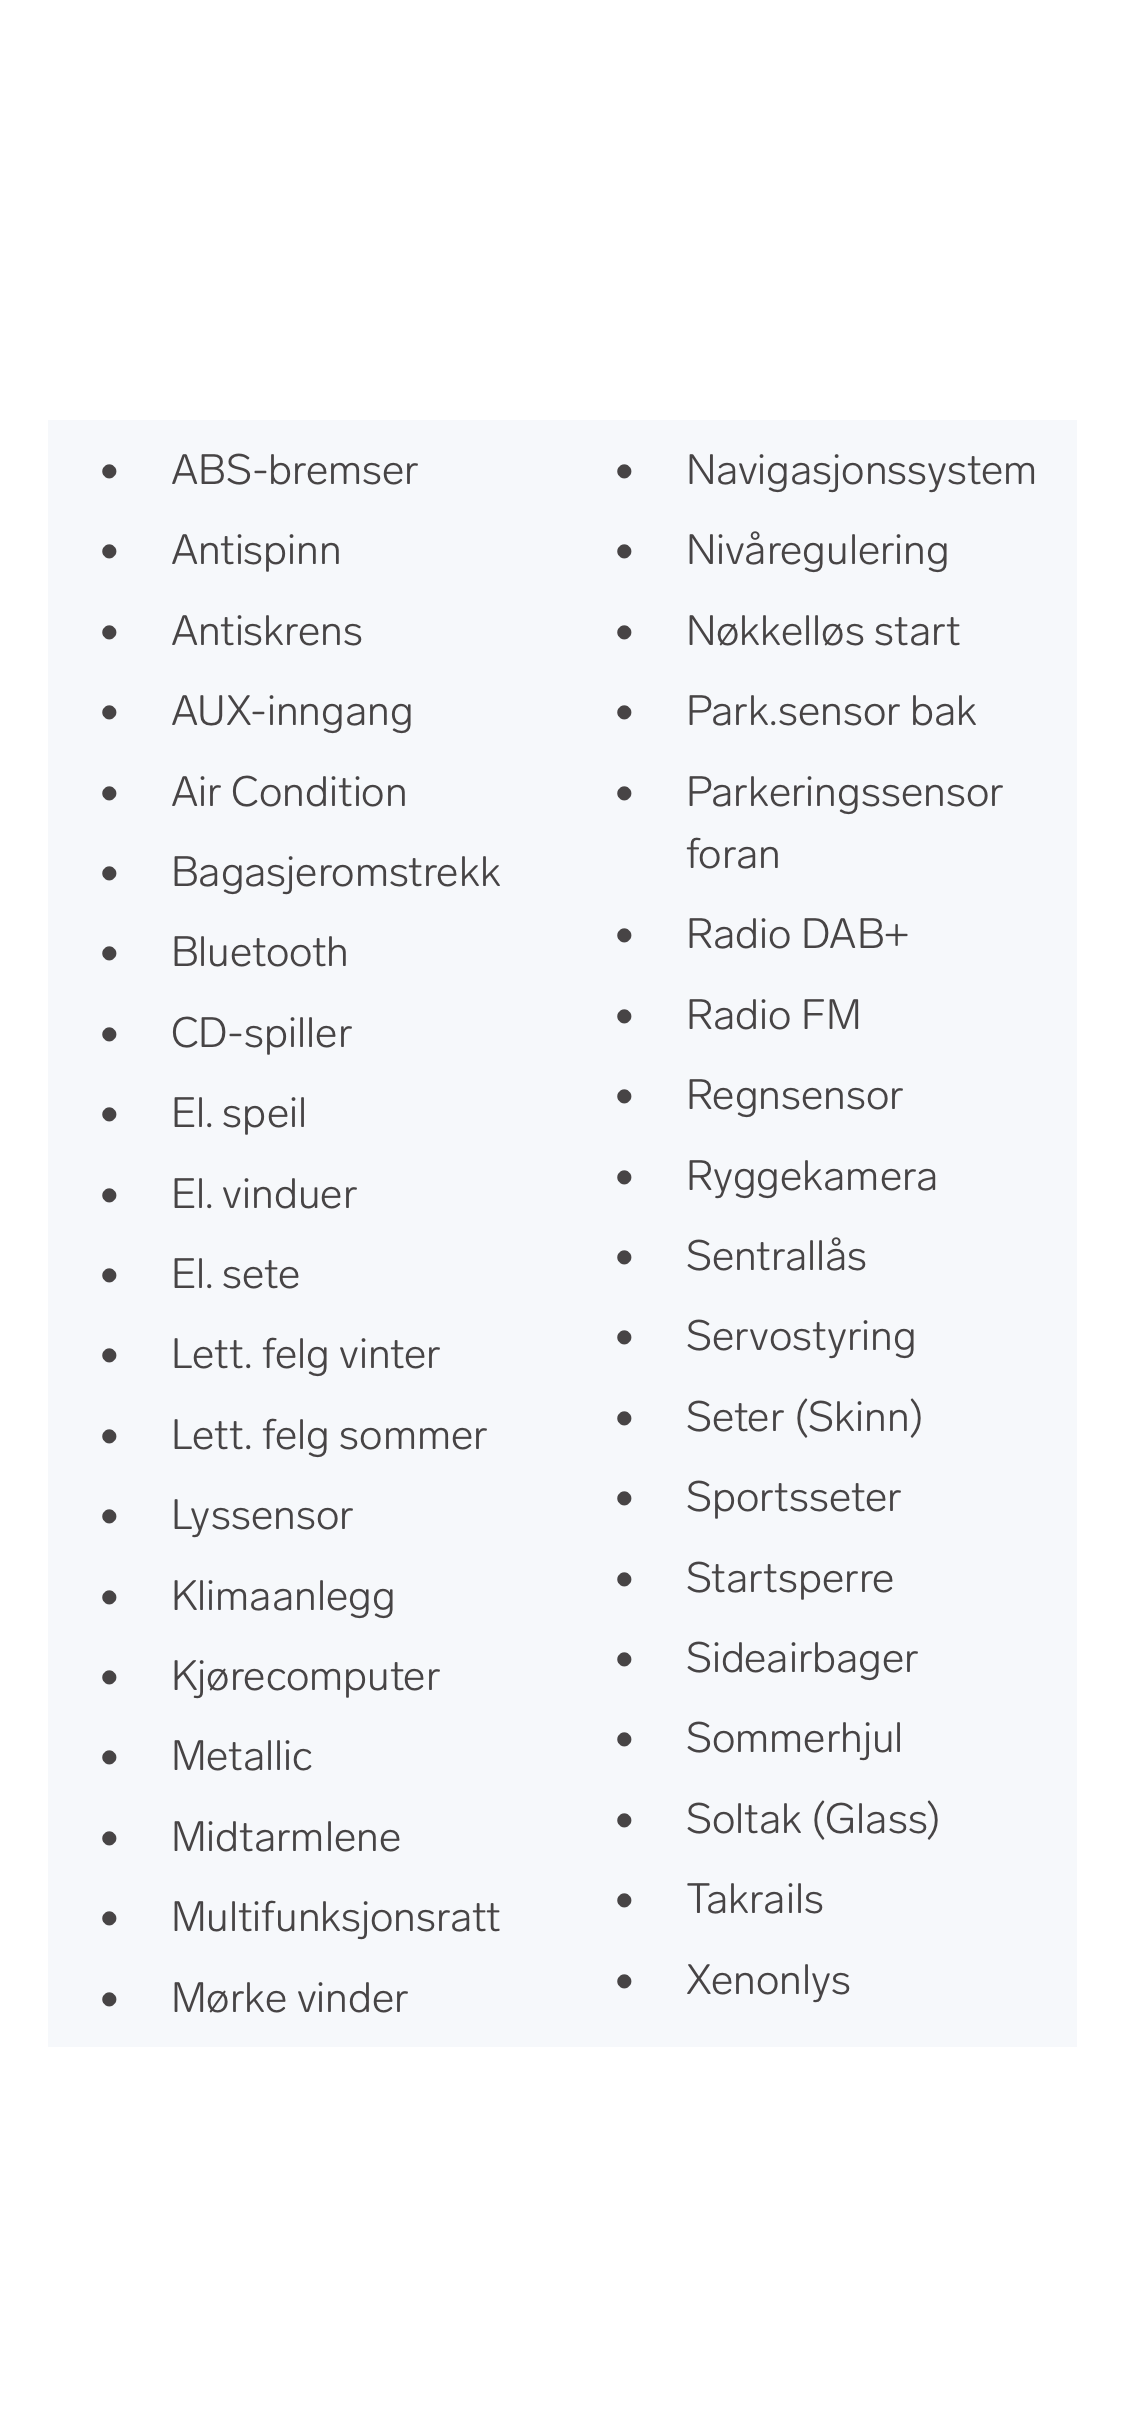 ABS-bremser
Antispinn
Antiskrens
AUX-inngang
Air Condition
Bagasjeromstrekk
Bluetooth
CD-spiller
El. speil
El. vinduer
El. sete
Lett. felg vinter
Lett. felg sommer
Lyssensor
Klimaanlegg
Kjørecomputer
Metallic
Midtarmlene
Multifunksjonsratt
Mørke vinder
Navigasjonssystem
Nivåregulering
Nøkkelløs start
Park.sensor bak
Parkeringssensor
foran
Radio DAB+
Radio FM
Regnsensor
Ryggekamera
Sentrallås
Servostyring
Seter (Skinn)
Sportsseter
Startsperre
Sideairbager
Sommerhjul
Soltak (Glass)
Takrails
Xenonlys